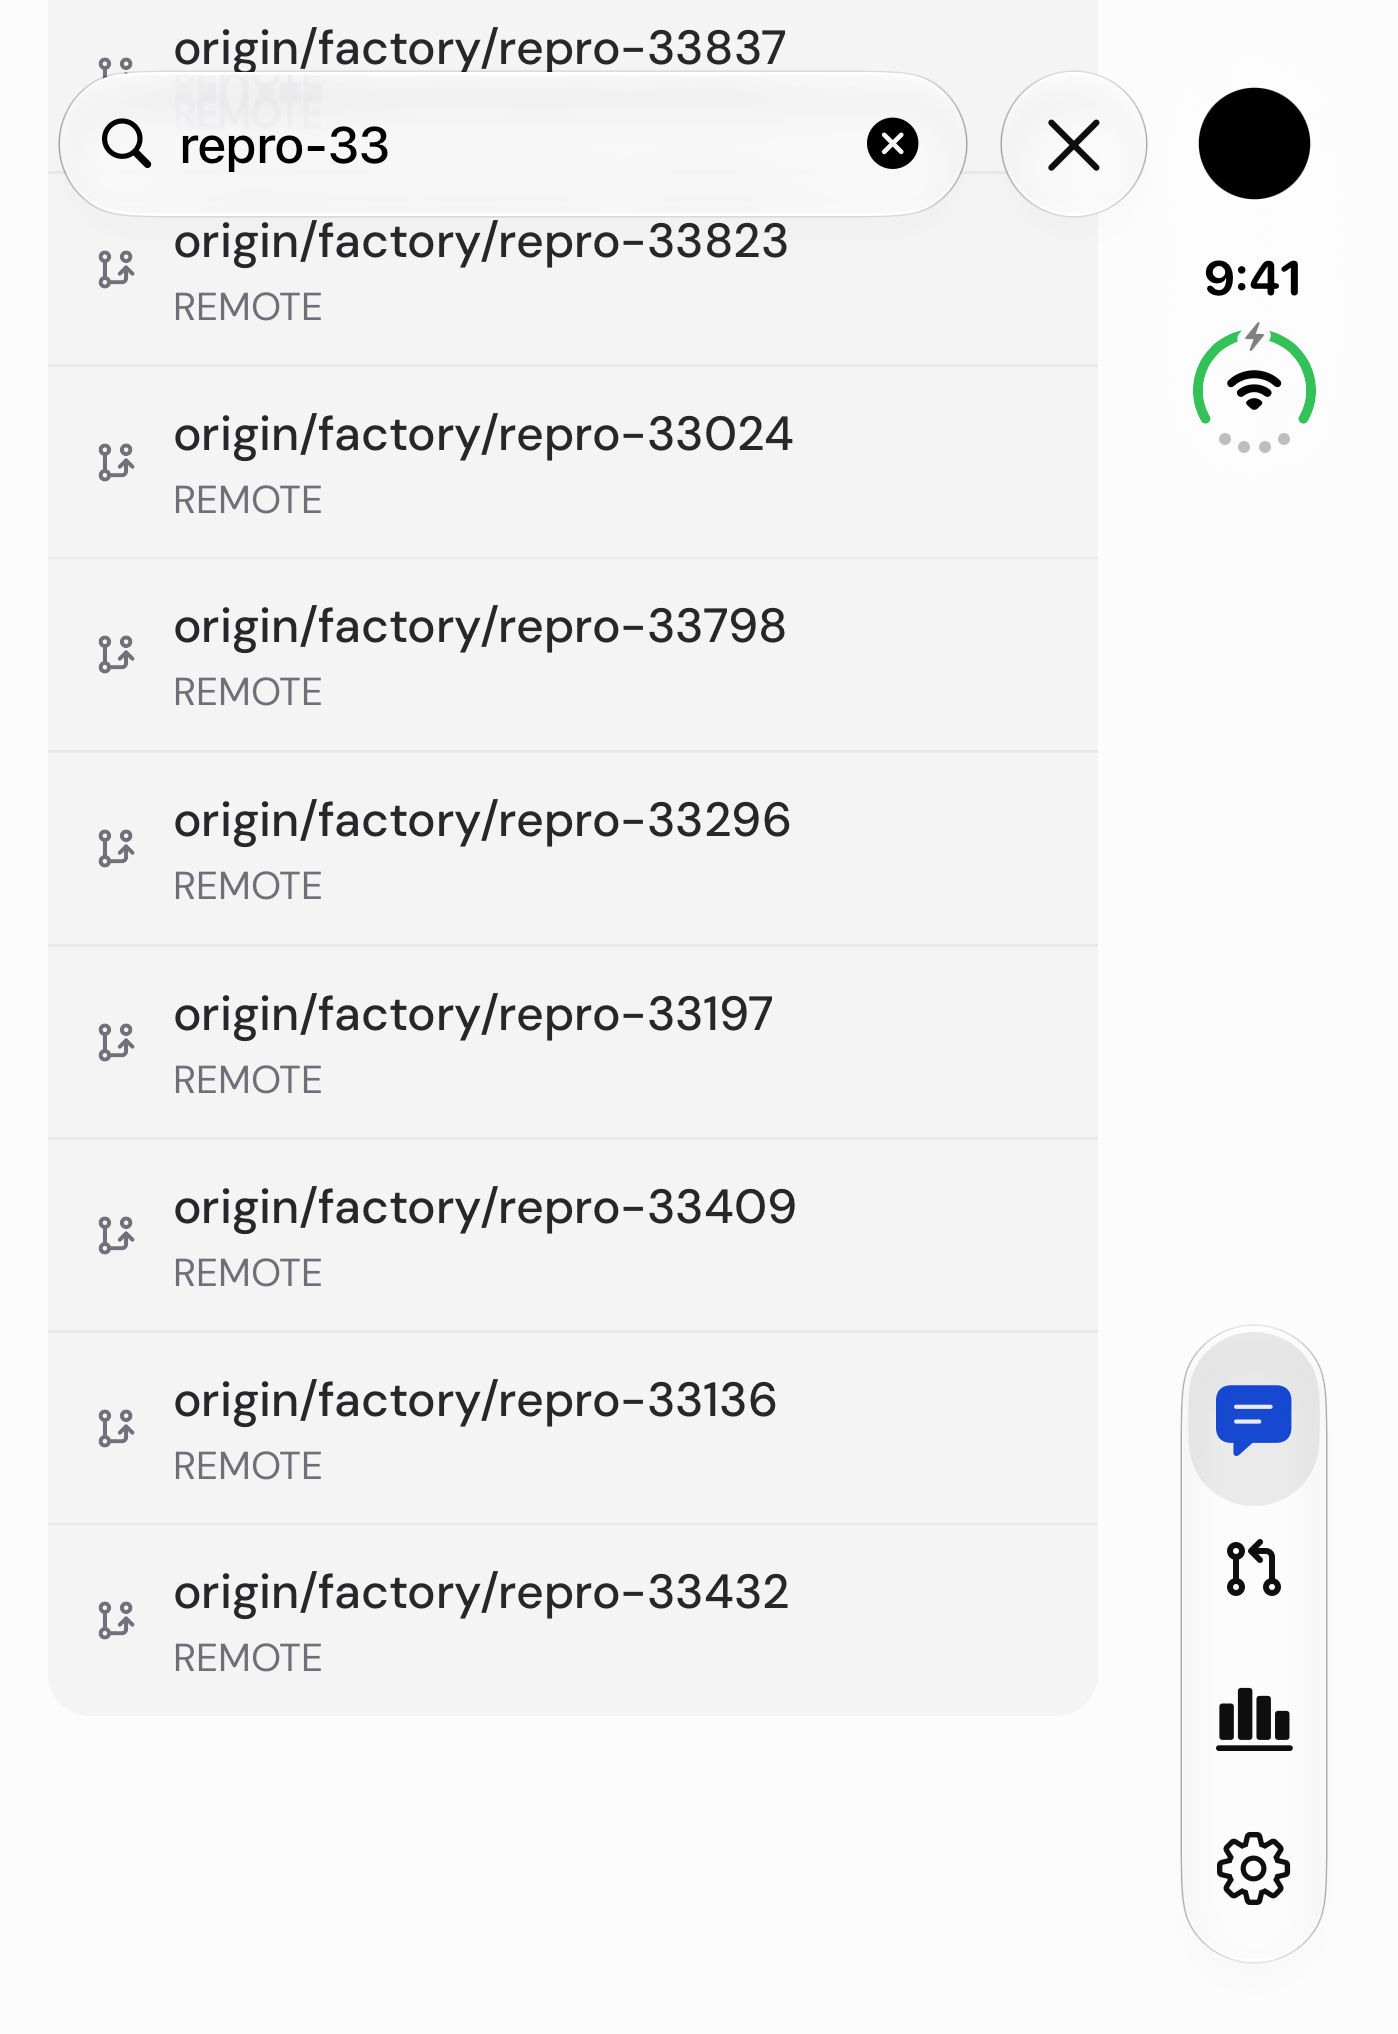 origin/factory/repro-33837
REMOTE
repro-33
origin/factory/repro-33823
REMOTE
9:41
origin/factory/repro-33024
REMOTE
origin/factory/repro-33798
REMOTE
origin/factory/repro-33296
REMOTE
origin/factory/repro-33197
REMOTE
origin/factory/repro-33409
REMOTE
origin/factory/repro-33136
REMOTE
origin/factory/repro-33432
REMOTE